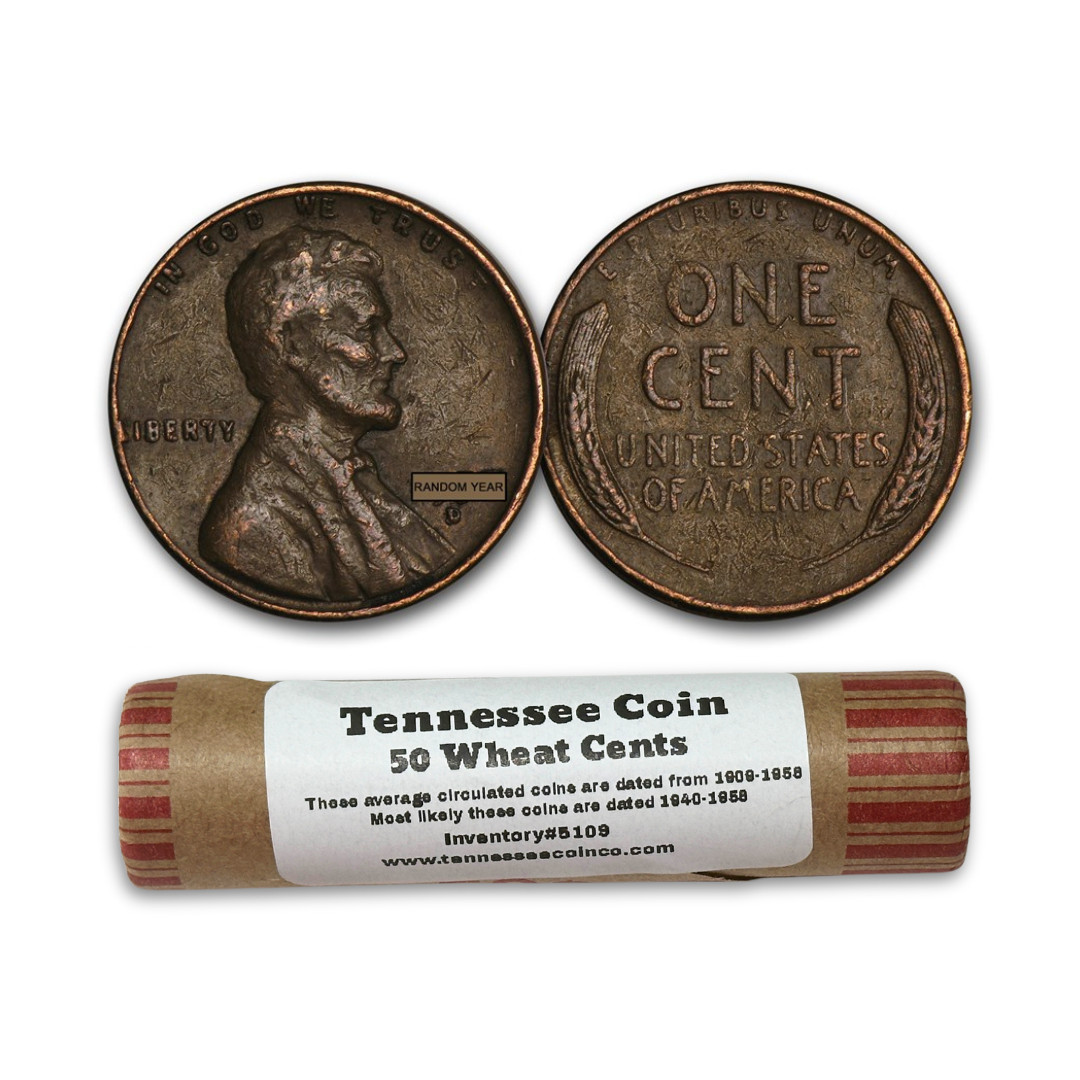 IN GOD WE TRUST
LIBERTY
RANDOM YEAR
D
E PLURIBUS UNUM
ONE
CENT
UNITED STATES
OF AMERICA
Tennessee Coin
50 Wheat Cents
These average circulated coins are dated from 1909-1958
Most likely these coins are dated 1940-1958
Inventory#5109
www.tennesseecoinco.com